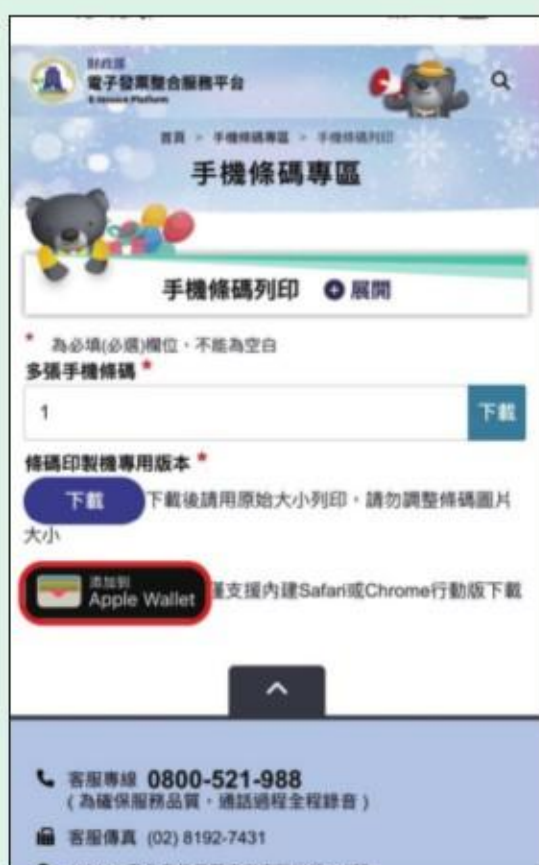 財政部
電子發票整合服務平台
E-Invoice Platform
首頁 > 手機條碼專區 > 手機條碼列印
手機條碼專區
手機條碼列印 展開
* 為必填(必選)欄位，不能為空白
多張手機條碼 *
1 下載
條碼印製機專用版本 *
下載 下載後請用原始大小列印，請勿調整條碼圖片
大小
添加到
Apple Wallet 僅支援內建Safari或Chrome行動版下載
客服專線 0800-521-988
(為確保服務品質，通話過程全程錄音)
客服傳真 (02) 8192-7431